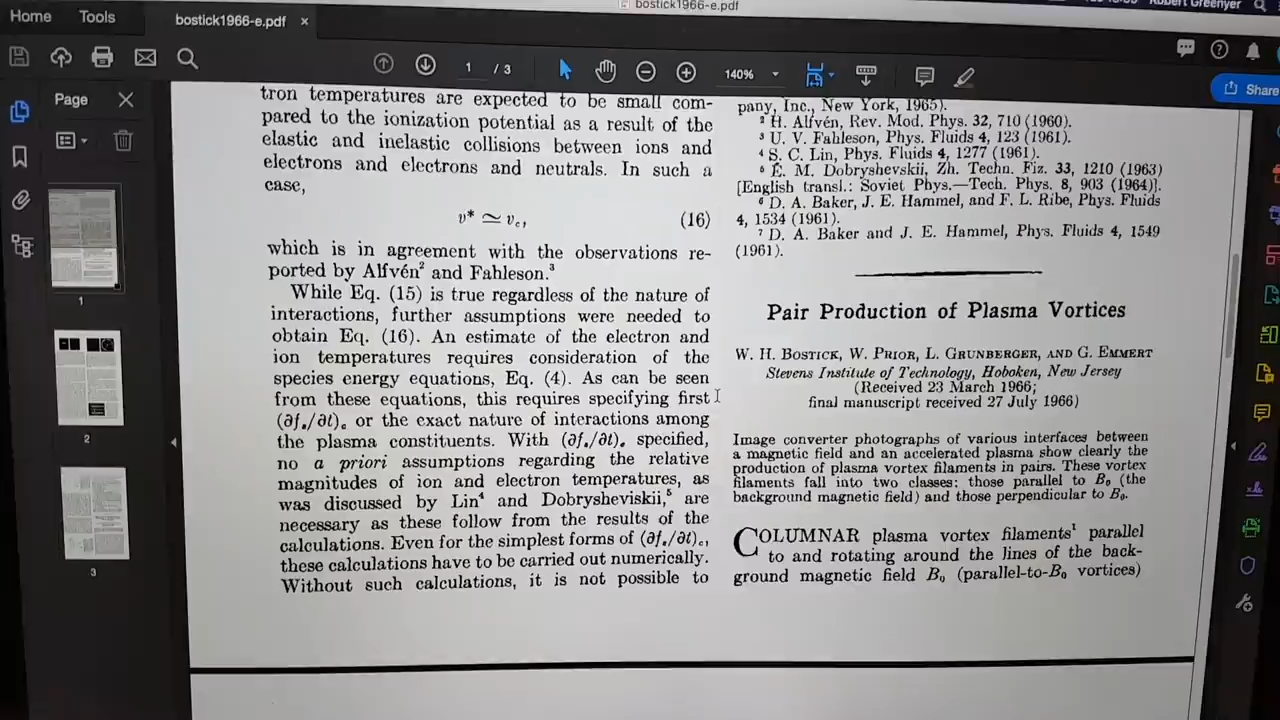 bostick1966-e.pdf
Robert Greenyer
Home Tools bostick1966-e.pdf ×
1 / 3 140%
Share
Page
1
2
3
tron temperatures are expected to be small com-
pared to the ionization potential as a result of the
elastic and inelastic collisions between ions and
electrons and electrons and neutrals. In such a
case,
v* ≃ vc, (16)
which is in agreement with the observations re-
ported by Alfvén² and Fahleson.³
While Eq. (15) is true regardless of the nature of
interactions, further assumptions were needed to
obtain Eq. (16). An estimate of the electron and
ion temperatures requires consideration of the
species energy equations, Eq. (4). As can be seen
from these equations, this requires specifying first
(∂fₛ/∂t)c or the exact nature of interactions among
the plasma constituents. With (∂fₛ/∂t)c specified,
no a priori assumptions regarding the relative
magnitudes of ion and electron temperatures, as
was discussed by Lin⁴ and Dobrysheviskii,⁵ are
necessary as these follow from the results of the
calculations. Even for the simplest forms of (∂fₛ/∂t)c,
these calculations have to be carried out numerically.
Without such calculations, it is not possible to
pany, Inc., New York, 1965).
² H. Alfvén, Rev. Mod. Phys. 32, 710 (1960).
³ U. V. Fahleson, Phys. Fluids 4, 123 (1961).
⁴ S. C. Lin, Phys. Fluids 4, 1277 (1961).
⁵ E. M. Dobryshevskii, Zh. Techn. Fiz. 33, 1210 (1963)
[English transl.: Soviet Phys.—Tech. Phys. 8, 903 (1964)].
⁶ D. A. Baker, J. E. Hammel, and F. L. Ribe, Phys. Fluids
4, 1534 (1961).
⁷ D. A. Baker and J. E. Hammel, Phys. Fluids 4, 1549
(1961).
Pair Production of Plasma Vortices
W. H. Bostick, W. Prior, L. Grunberger, and G. Emmert
Stevens Institute of Technology, Hoboken, New Jersey
(Received 23 March 1966;
final manuscript received 27 July 1966)
Image converter photographs of various interfaces between
a magnetic field and an accelerated plasma show clearly the
production of plasma vortex filaments in pairs. These vortex
filaments fall into two classes: those parallel to B₀ (the
background magnetic field) and those perpendicular to B₀.
COLUMNAR plasma vortex filaments¹ parallel
to and rotating around the lines of the back-
ground magnetic field B₀ (parallel-to-B₀ vortices)